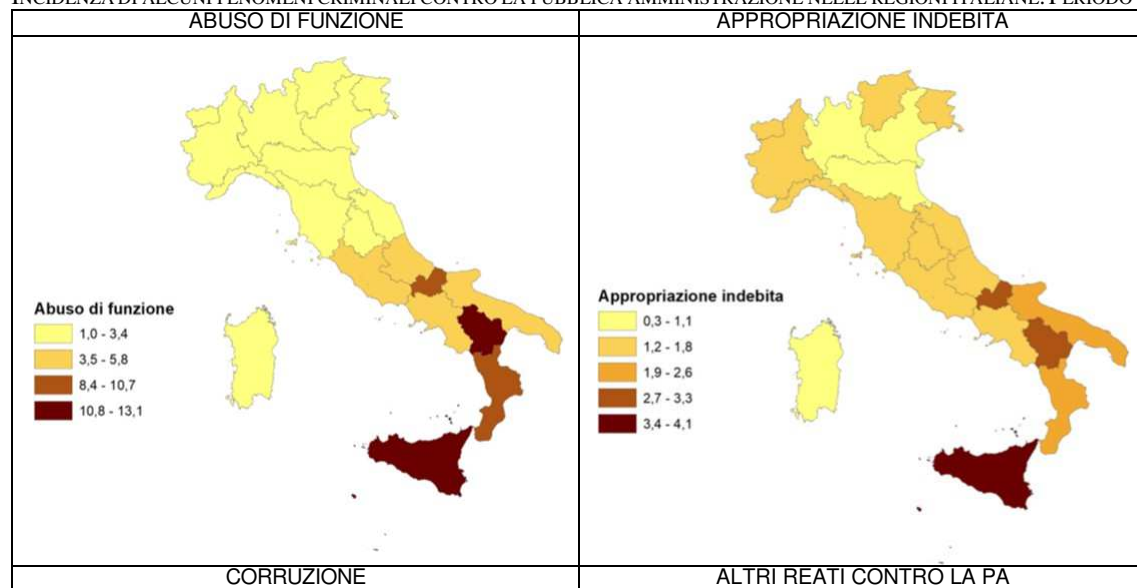 INCIDENZA DI ALCUNI FENOMENI CRIMINALI CONTRO LA PUBBLICA AMMINISTRAZIONE NELLE REGIONI ITALIANE. PERIODO
ABUSO DI FUNZIONE
APPROPRIAZIONE INDEBITA
Abuso di funzione
1,0 - 3,4
3,5 - 5,8
8,4 - 10,7
10,8 - 13,1
Appropriazione indebita
0,3 - 1,1
1,2 - 1,8
1,9 - 2,6
2,7 - 3,3
3,4 - 4,1
CORRUZIONE
ALTRI REATI CONTRO LA PA